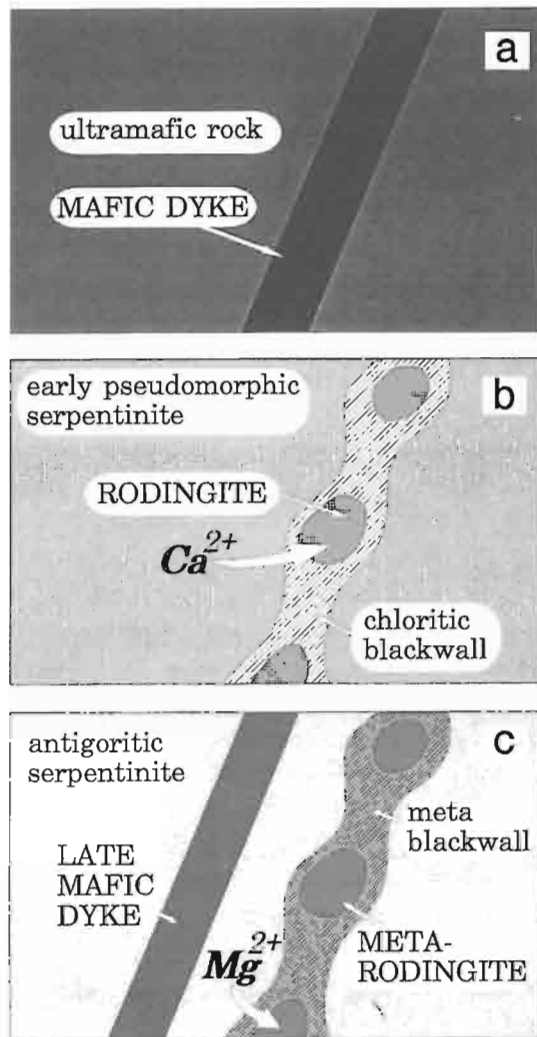 a
ultramafic rock
MAFIC DYKE
b
early pseudomorphic
serpentinite
RODINGITE
Ca2+
chloritic
blackwall
c
antigoritic
serpentinite
meta
blackwall
LATE
MAFIC
DYKE
Mg2+
META-
RODINGITE